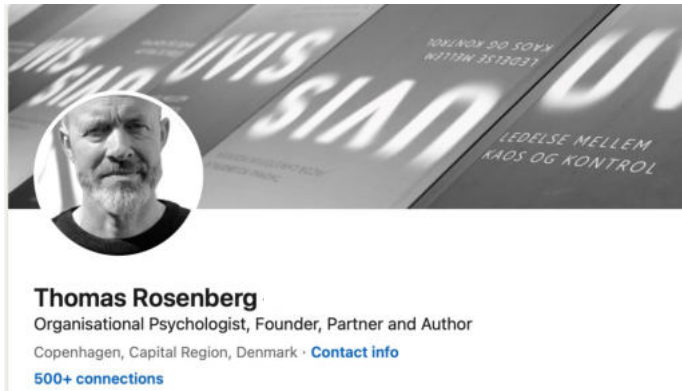 UVIS
UVIS
UVIS
LEDELSE MELLEM
KAOS OG KONTROL
LEDELSE MELLEM
KAOS OG KONTROL
Thomas Rosenberg
Organisational Psychologist, Founder, Partner and Author
Copenhagen, Capital Region, Denmark · Contact info
500+ connections